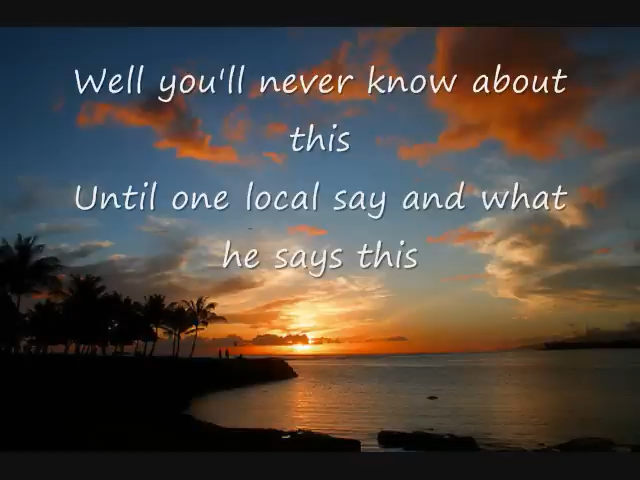 Well you'll never know about
this
Until one local say and what
he says this